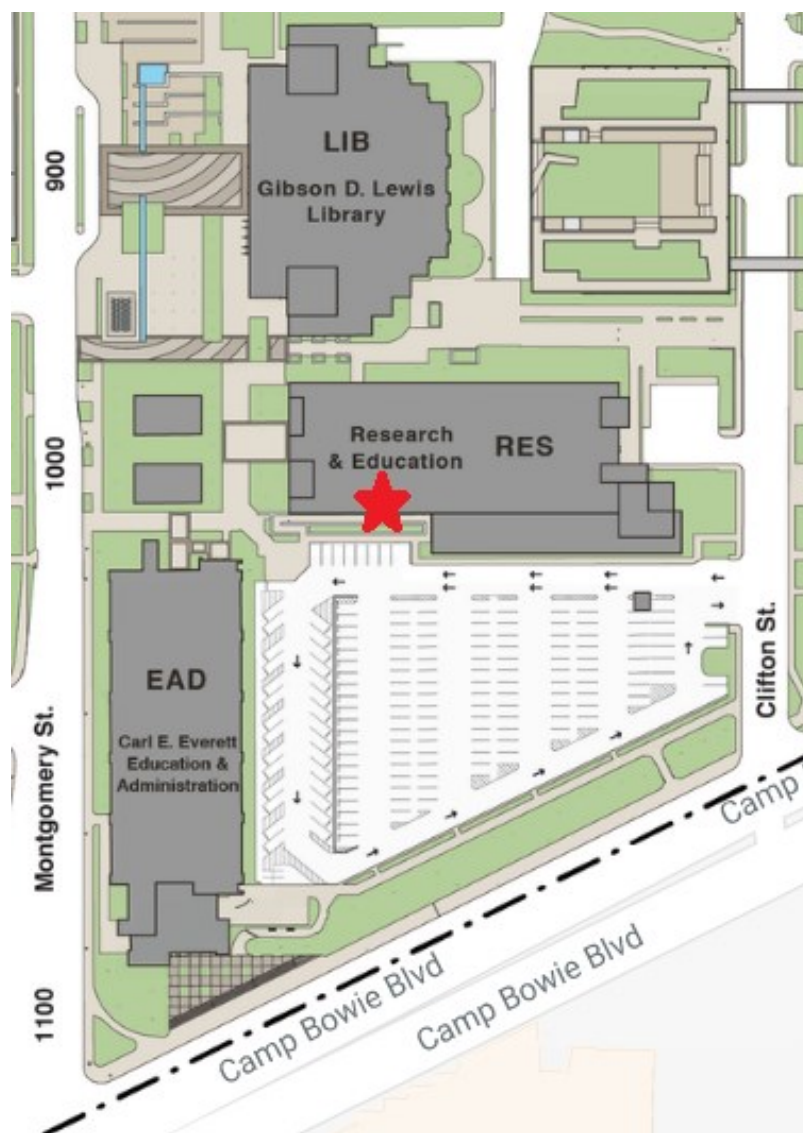 900
LIB
Gibson D. Lewis
Library
1000
Research
& Education
RES
EAD
Carl E. Everett
Education &
Administration
Montgomery St.
Clifton St.
1100
Camp
Camp Bowie Blvd
Camp Bowie Blvd